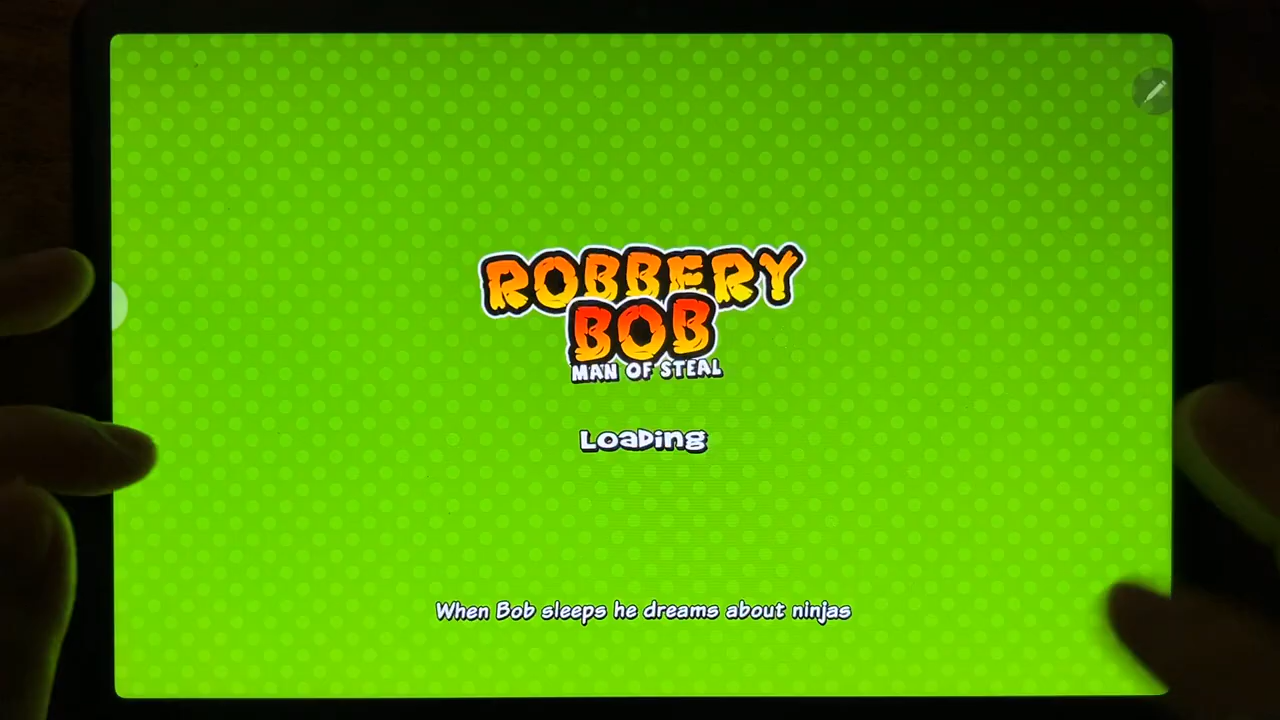 ROBBERY
BOB
MAN OF STEAL
Loading
When Bob sleeps he dreams about ninjas